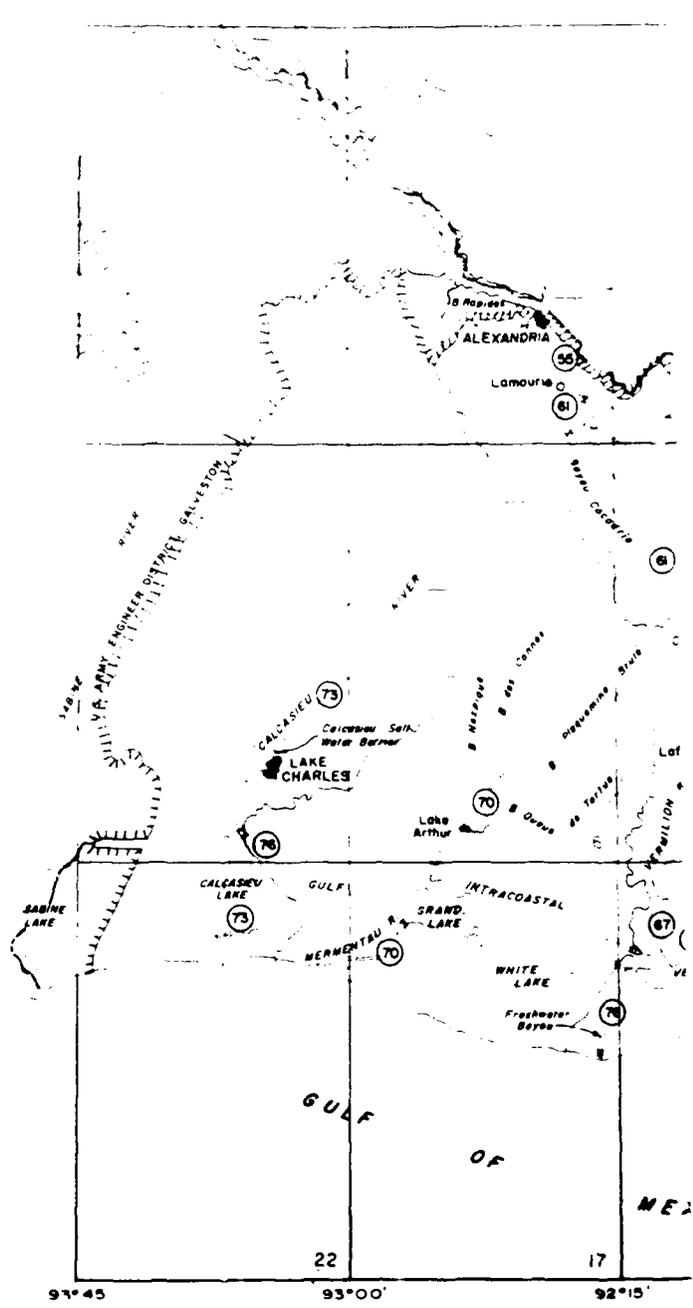 B Rapides
ALEXANDRIA
55
Lamourie
61
Bayou Cocodrie
U.S. ARMY ENGINEER DISTRICT, GALVESTON
RIVER
61
RIVER
SABINE
73
CALCASIEU
Calcasieu Salt
Water Barrier
LAKE
CHARLES
B Nezpique
B des Cannes
B Plaquemine Brule
Laf
70
Lake
Arthur
B Queue de Tortue
VERMILION R
76
CALCASIEU
LAKE
GULF
INTRACOASTAL
SABINE
LAKE
73
GRAND
LAKE
67
MERMENTAU R
70
WHITE
LAKE
VE
Freshwater
Bayou
76
GULF
OF
MEX
22
17
93°45
93°00'
92°15'